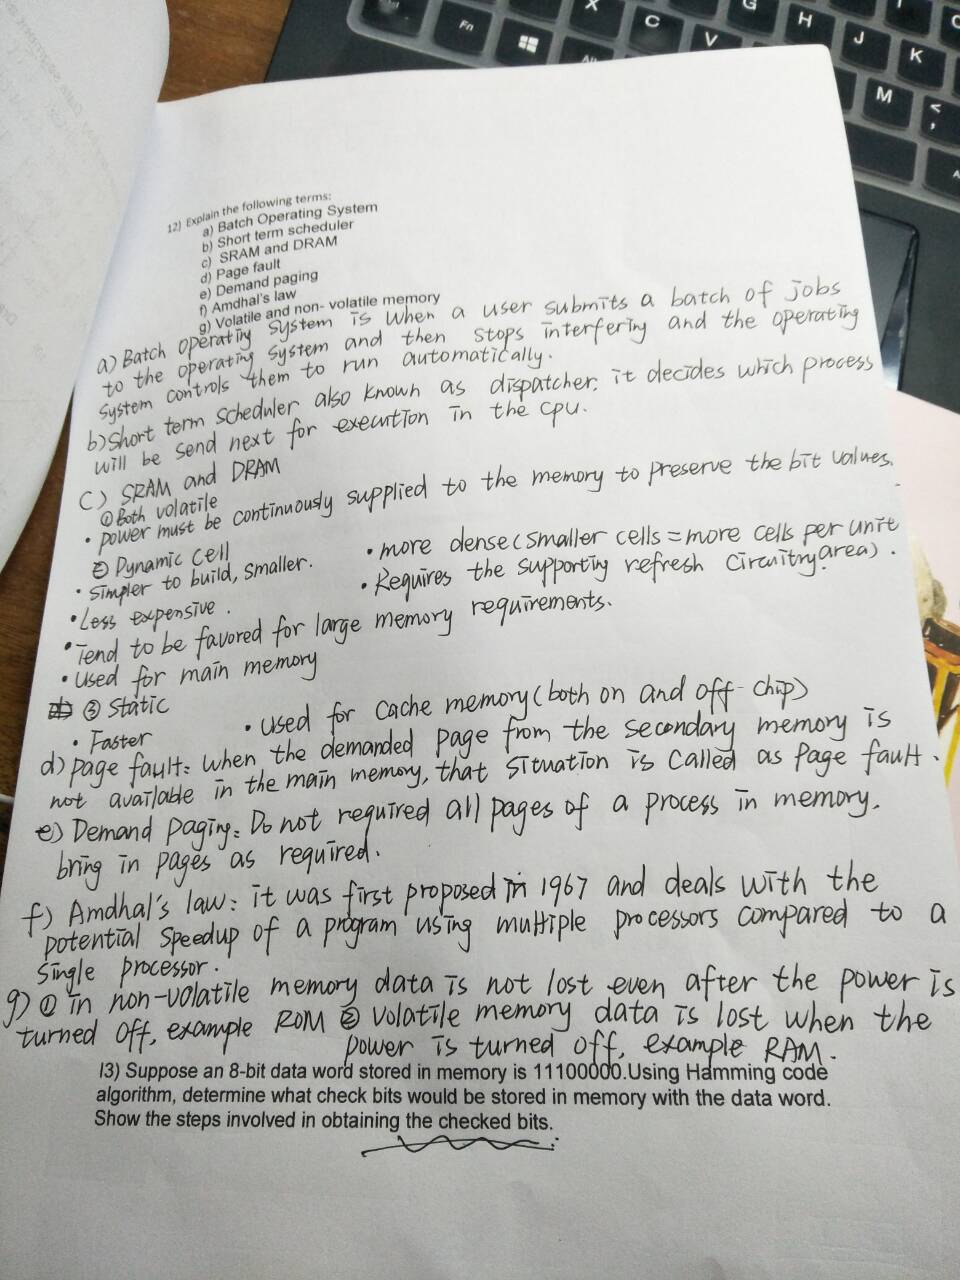 Fn
X
C
V
G
H
J
K
M
<
,
Alt
12) Explain the following terms:
a) Batch Operating System
b) Short term scheduler
c) SRAM and DRAM
d) Page fault
e) Demand paging
f) Amdhal's law
g) Volatile and non- volatile memory
a) Batch operating system is when a user submits a batch of jobs
to the operating system and then stops interfering and the operating
system controls them to run automatically.
b) Short term scheduler also known as dispatcher, it decides which process
will be send next for execution in the cpu.
C) SRAM and DRAM
① Both volatile
• power must be continuously supplied to the memory to preserve the bit values.
② Dynamic cell
• simpler to build, smaller.
• more dense (smaller cells = more cells per unit area).
• Less expensive.
• Requires the supporting refresh circuitry.
• Tend to be favored for large memory requirements.
• used for main memory
③ Static
• Faster
• used for cache memory (both on and off-chip)
d) page fault: when the demanded page from the secondary memory is
not available in the main memory, that situation is called as page fault.
e) Demand paging: Do not required all pages of a process in memory,
bring in pages as required.
f) Amdhal's law: it was first proposed in 1967 and deals with the
potential speedup of a program using multiple processors compared to a
single processor.
g) ① in non-volatile memory data is not lost even after the power is
turned off, example ROM ② volatile memory data is lost when the
power is turned off, example RAM.
13) Suppose an 8-bit data word stored in memory is 11100000.Using Hamming code
algorithm, determine what check bits would be stored in memory with the data word.
Show the steps involved in obtaining the checked bits.